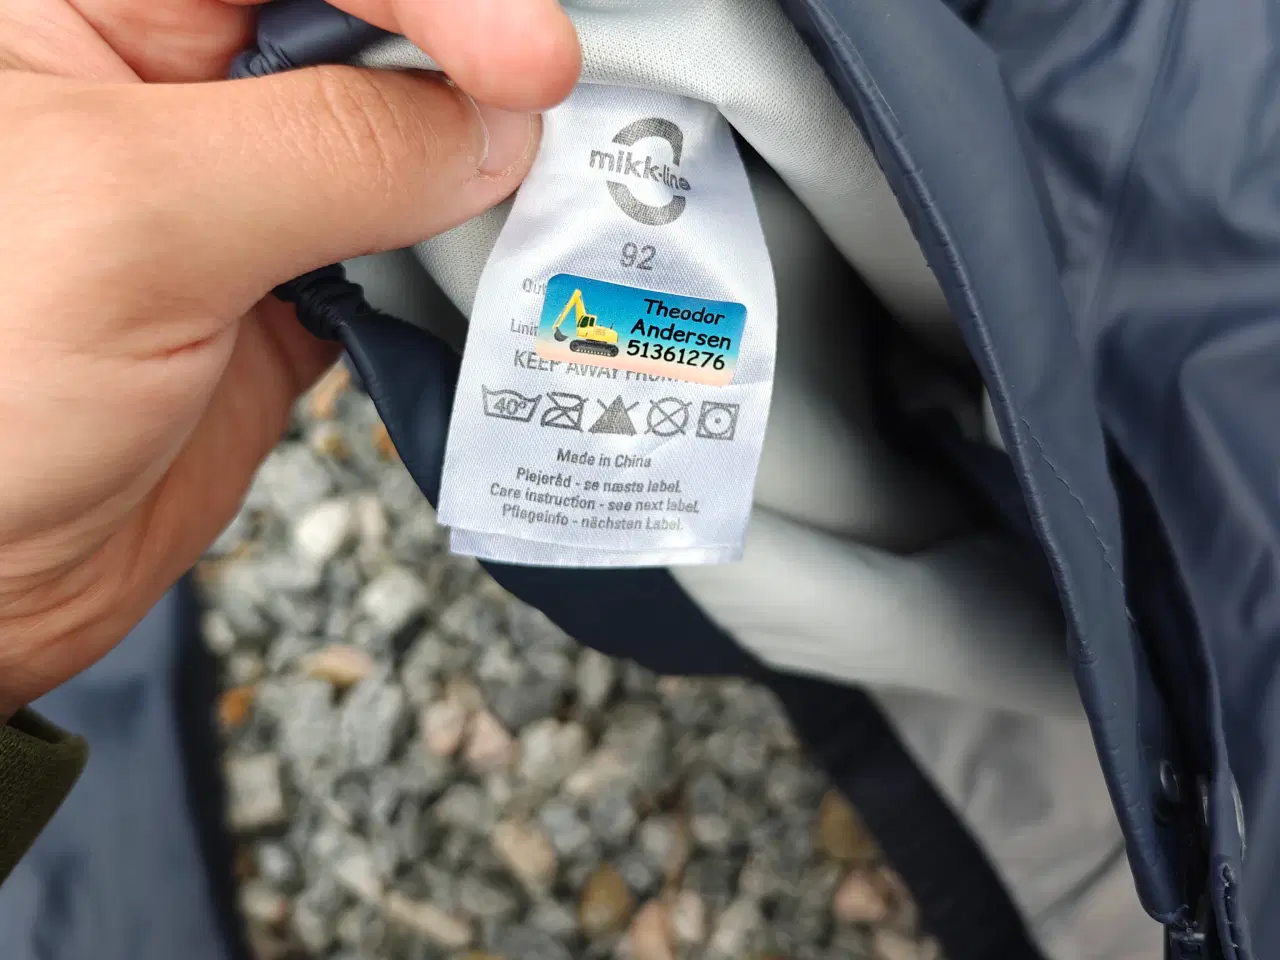 mikk-line
92
Theodor
Andersen
51361276
KEEP AWAY FROM
40°
Made in China
Plejeråd - se næste label.
Care instruction - see next label.
Pflegeinfo - nächsten Label.